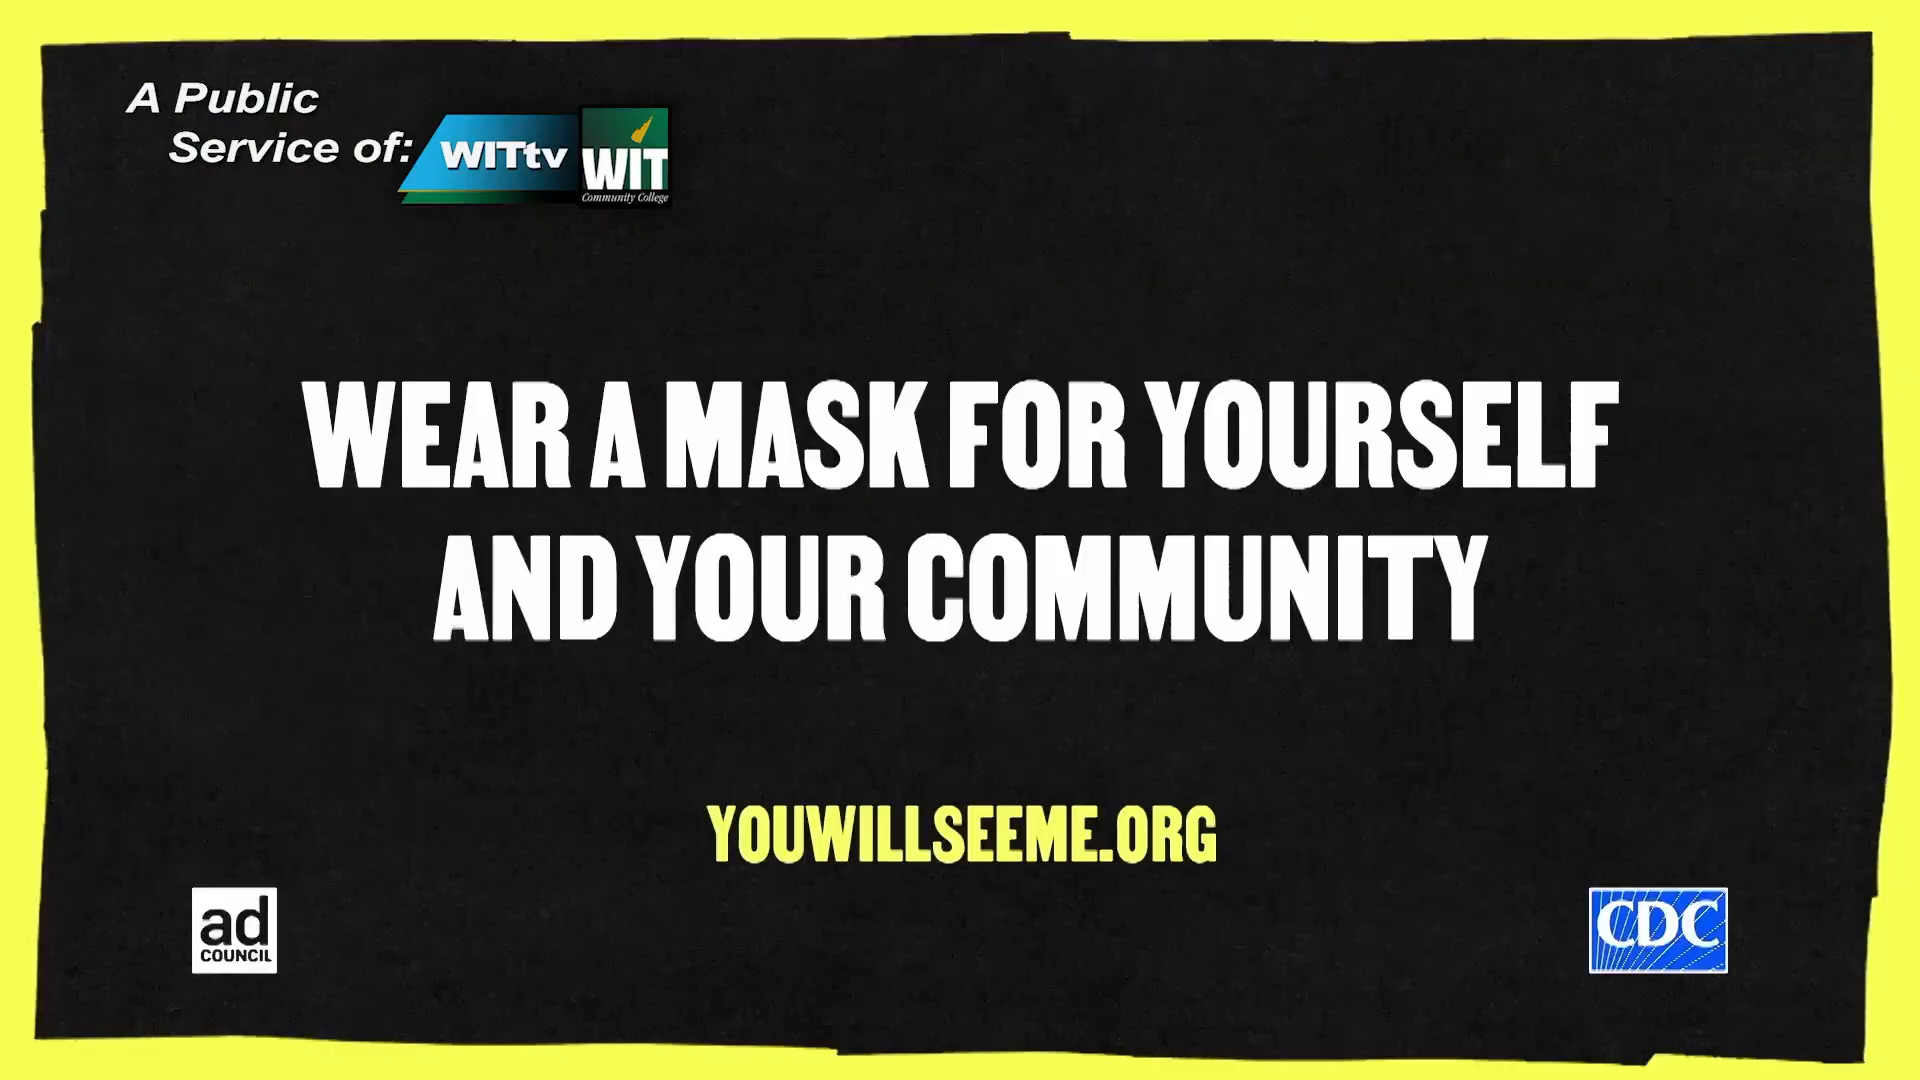 A Public
Service of:
WITtv
WIT
Community College
WEAR A MASK FOR YOURSELF
AND YOUR COMMUNITY
YOUWILLSEEME.ORG
ad
COUNCIL
CDC